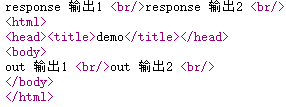 response 输出1 <br/>response 输出2 <br/>
<html>
<head><title>demo</title></head>
<body>
out 输出1 <br/>out 输出2 <br/>
</body>
</html>